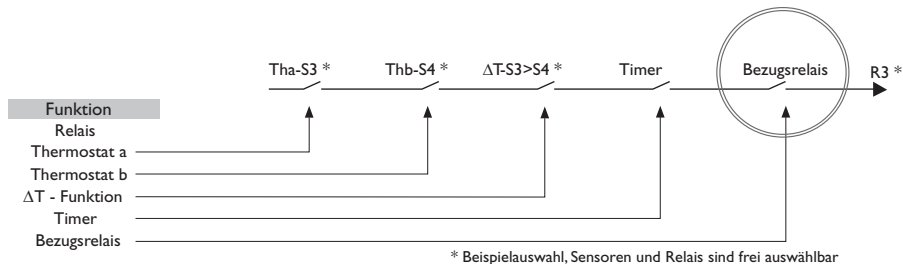 Tha-S3 * Thb-S4 * ΔT-S3>S4 * Timer Bezugsrelais R3 *
Funktion
Relais
Thermostat a
Thermostat b
ΔT - Funktion
Timer
Bezugsrelais
* Beispielauswahl, Sensoren und Relais sind frei auswählbar